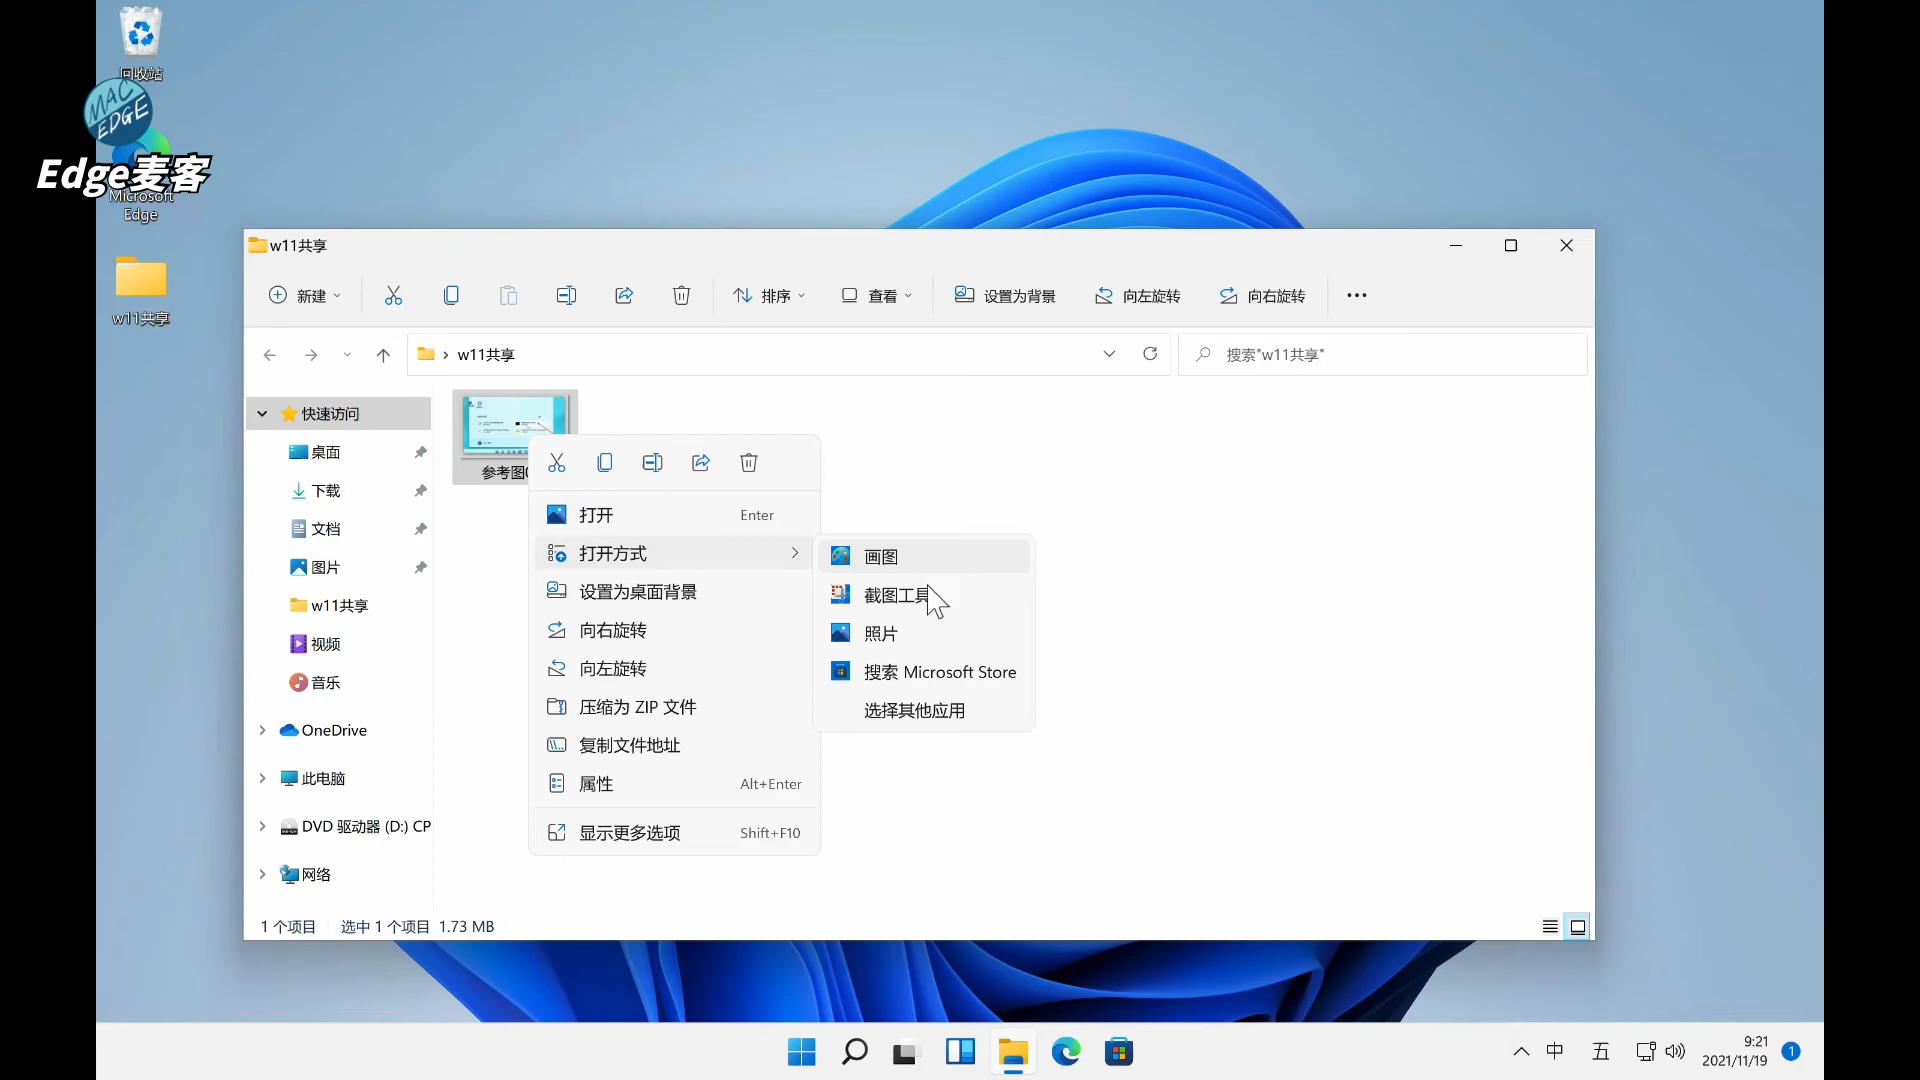 回收站
MAC
EDGE
Edge麦客
Microsoft
Edge
w11共享
w11共享
新建
排序
查看
设置为背景
向左旋转
向右旋转
w11共享
搜索"w11共享"
快速访问
桌面
下载
文档
图片
w11共享
视频
音乐
OneDrive
此电脑
DVD 驱动器 (D:) CP
网络
参考图
打开 Enter
打开方式
设置为桌面背景
向右旋转
向左旋转
压缩为 ZIP 文件
复制文件地址
属性 Alt+Enter
显示更多选项 Shift+F10
画图
截图工具
照片
搜索 Microsoft Store
选择其他应用
1 个项目 选中 1 个项目 1.73 MB
中 五
9:21
2021/11/19
1